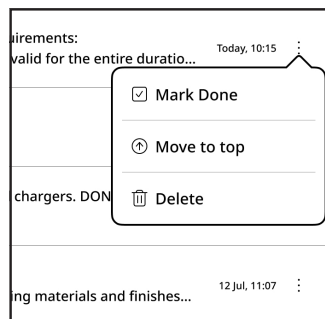 uirements:
valid for the entire duratio...
Today, 10:15
Mark Done
Move to top
chargers. DON
Delete
12 Jul, 11:07
ing materials and finishes...